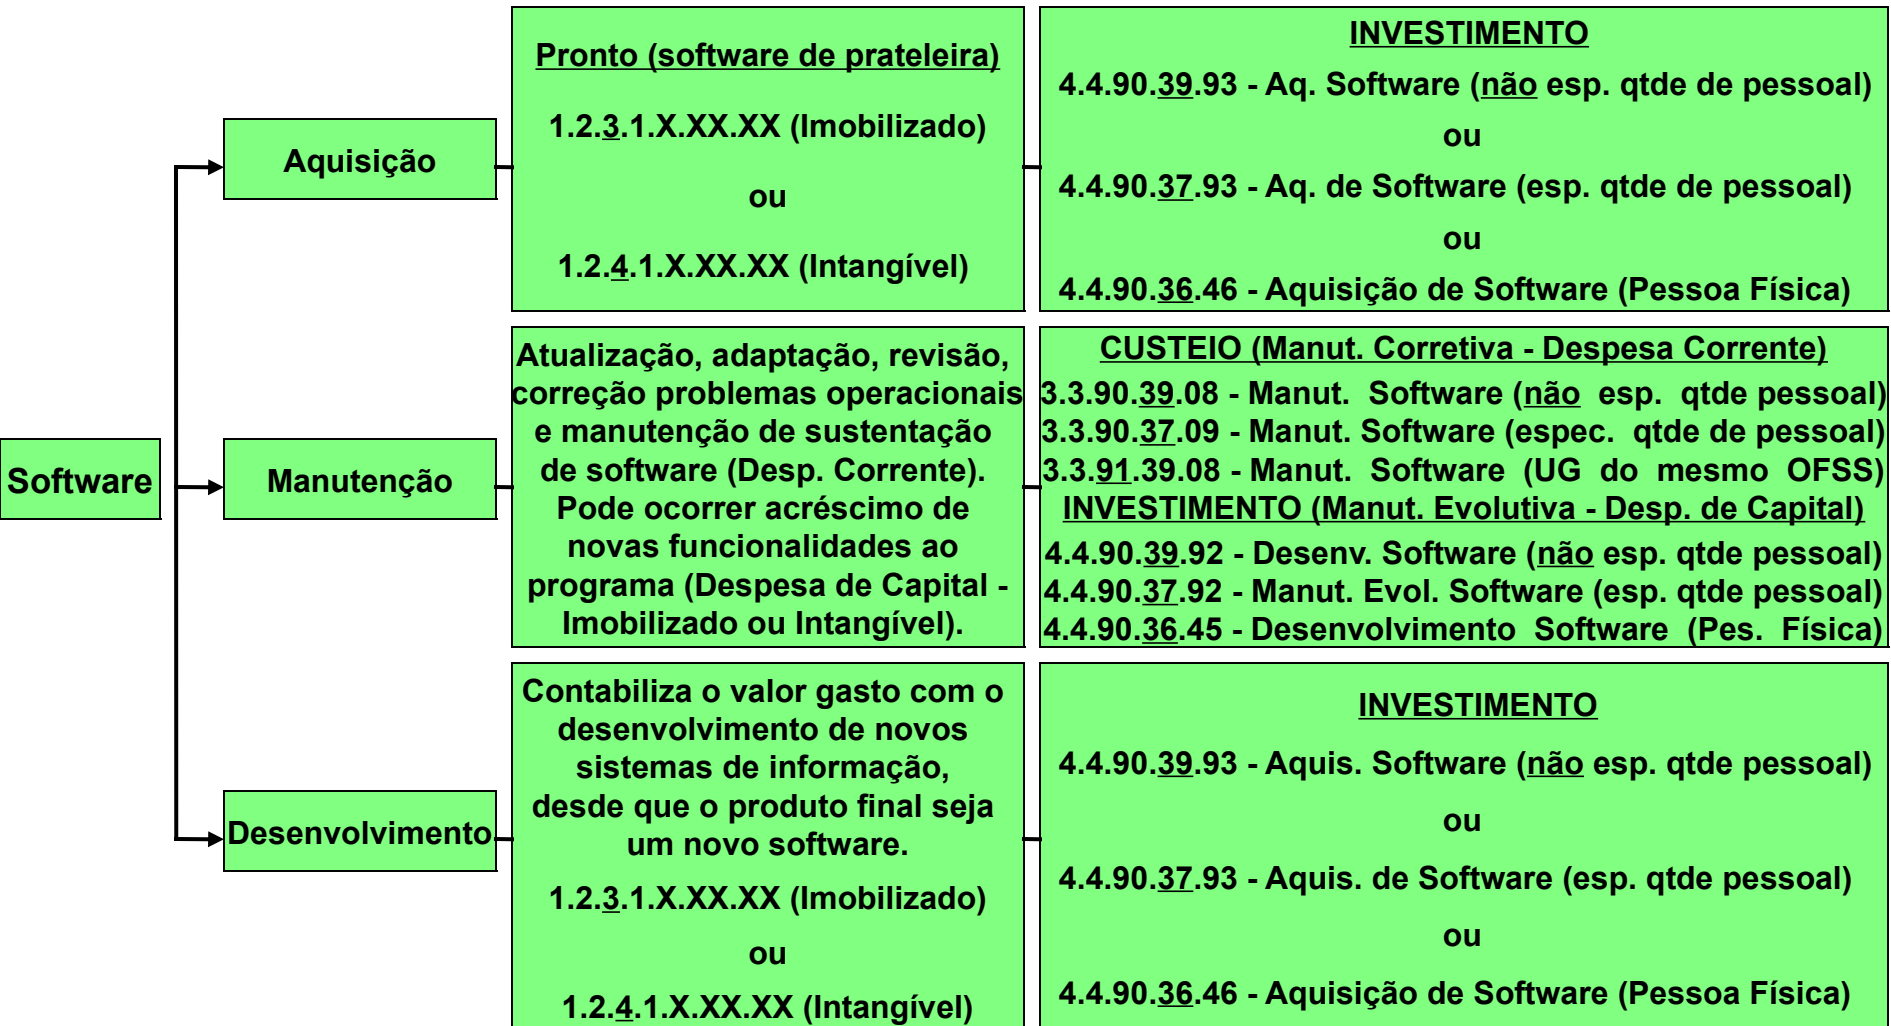 Software
Aquisição
Pronto (software de prateleira)
1.2.3.1.X.XX.XX (Imobilizado)
ou
1.2.4.1.X.XX.XX (Intangível)
INVESTIMENTO
4.4.90.39.93 - Aq. Software (não esp. qtde de pessoal)
ou
4.4.90.37.93 - Aq. de Software (esp. qtde de pessoal)
ou
4.4.90.36.46 - Aquisição de Software (Pessoa Física)
Manutenção
Atualização, adaptação, revisão,
correção problemas operacionais
e manutenção de sustentação
de software (Desp. Corrente).
Pode ocorrer acréscimo de
novas funcionalidades ao
programa (Despesa de Capital -
Imobilizado ou Intangível).
CUSTEIO (Manut. Corretiva - Despesa Corrente)
3.3.90.39.08 - Manut. Software (não esp. qtde pessoal)
3.3.90.37.09 - Manut. Software (espec. qtde de pessoal)
3.3.91.39.08 - Manut. Software (UG do mesmo OFSS)
INVESTIMENTO (Manut. Evolutiva - Desp. de Capital)
4.4.90.39.92 - Desenv. Software (não esp. qtde pessoal)
4.4.90.37.92 - Manut. Evol. Software (esp. qtde pessoal)
4.4.90.36.45 - Desenvolvimento Software (Pes. Física)
Desenvolvimento
Contabiliza o valor gasto com o
desenvolvimento de novos
sistemas de informação,
desde que o produto final seja
um novo software.
1.2.3.1.X.XX.XX (Imobilizado)
ou
1.2.4.1.X.XX.XX (Intangível)
INVESTIMENTO
4.4.90.39.93 - Aquis. Software (não esp. qtde pessoal)
ou
4.4.90.37.93 - Aquis. de Software (esp. qtde pessoal)
ou
4.4.90.36.46 - Aquisição de Software (Pessoa Física)